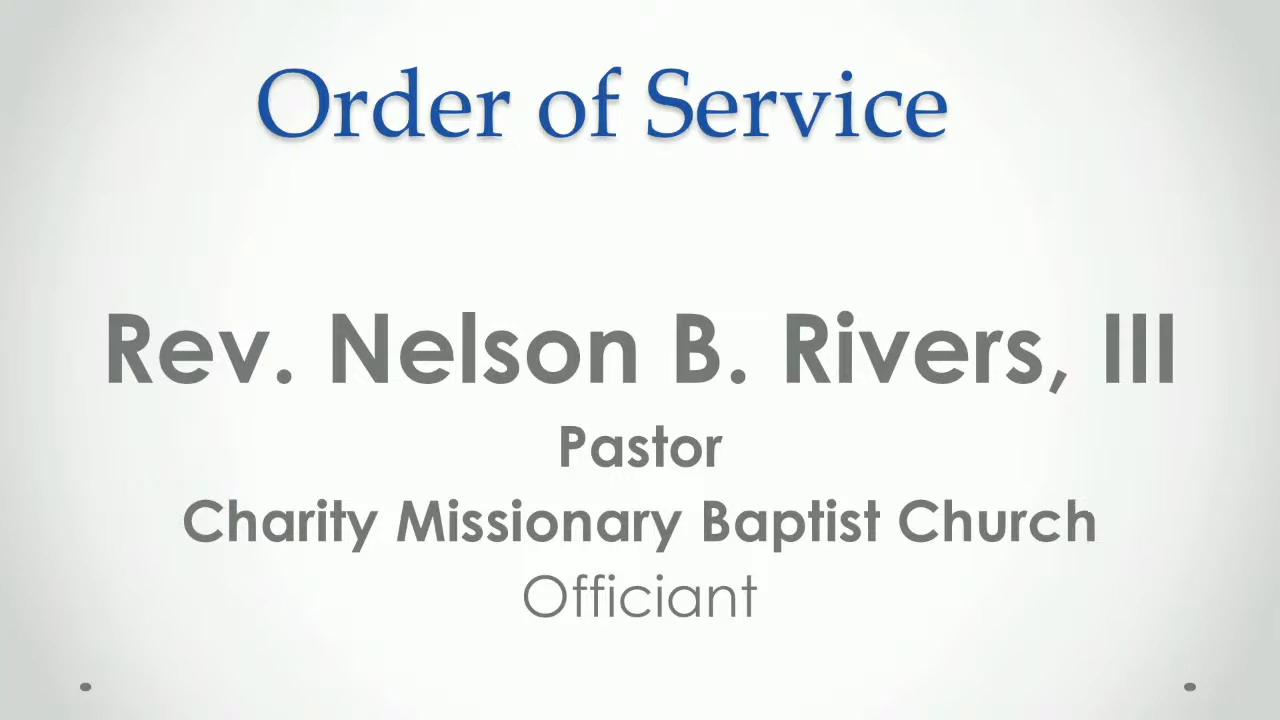 Order of Service
Rev. Nelson B. Rivers, III
Pastor
Charity Missionary Baptist Church
Officiant